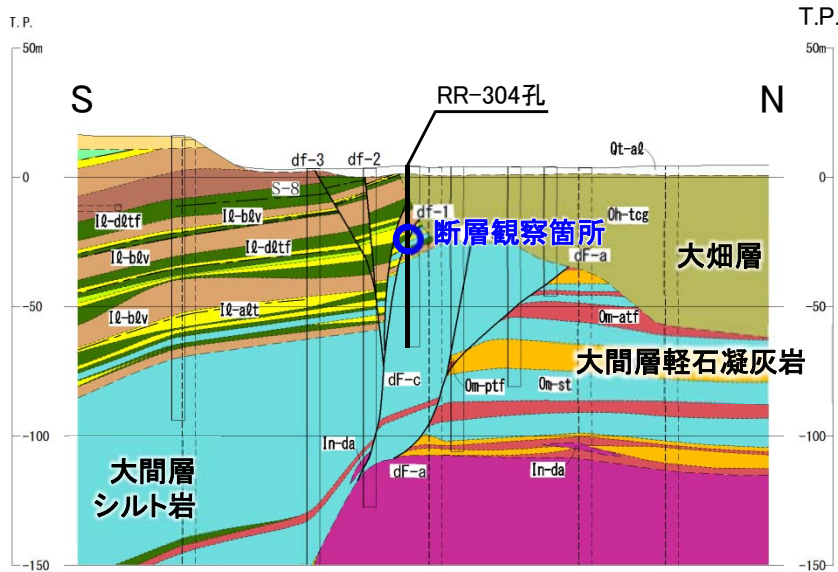 T.P.
T.P.
50m
50m
S
RR-304孔
N
df-3
df-2
Qt-aℓ
0
0
S-8
Iℓ-dℓtf
Iℓ-bℓv
df-1
Oh-tcg
断層観察箇所
Iℓ-dℓtf
dF-a
大畑層
Iℓ-bℓv
Iℓ-aℓt
-50
-50
Om-atf
大間層軽石凝灰岩
dF-c
Om-ptf
Om-st
-100
-100
In-da
dF-a
In-da
大間層
シルト岩
-150
-150